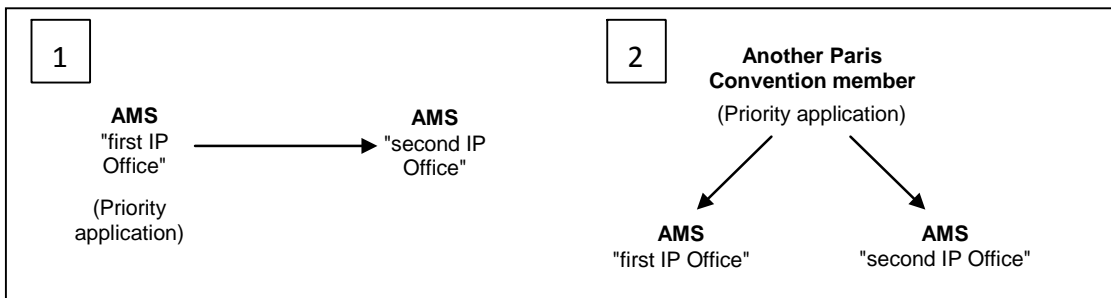 1
AMS
"first IP
Office"
(Priority
application)
AMS
"second IP
Office"
2
Another Paris
Convention member
(Priority application)
AMS
"first IP Office"
AMS
"second IP Office"